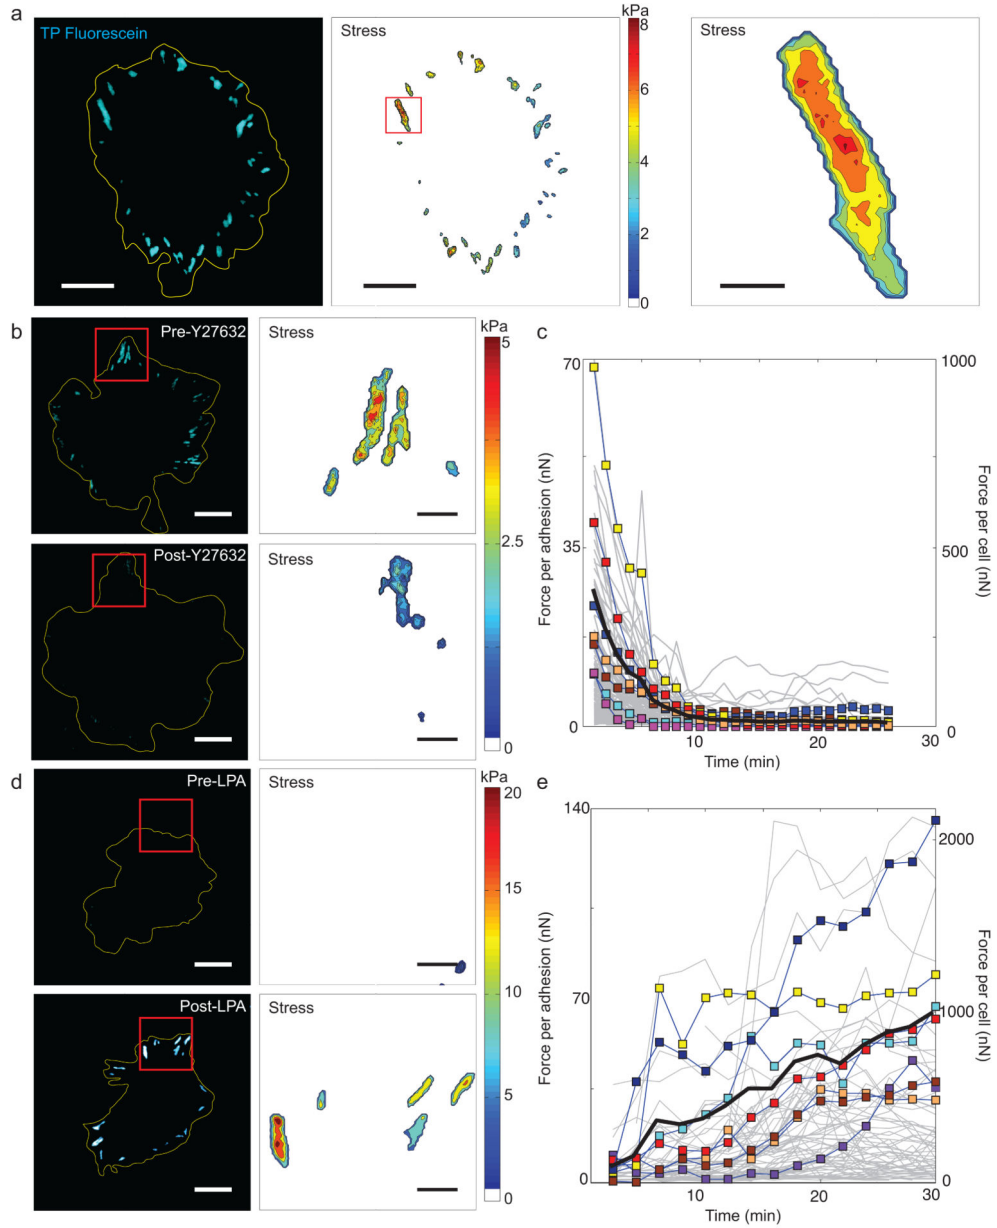 a
TP Fluorescein
Stress
kPa
8
6
4
2
0
Stress
b
Pre-Y27632
Stress
kPa
5
2.5
0
Post-Y27632
Stress
c
70
35
0
Force per adhesion (nN)
1000
500
0
Force per cell (nN)
10
20
30
Time (min)
d
Pre-LPA
Stress
kPa
20
15
10
5
0
Post-LPA
Stress
e
140
70
0
Force per adhesion (nN)
2000
1000
0
Force per cell (nN)
10
20
30
Time (min)